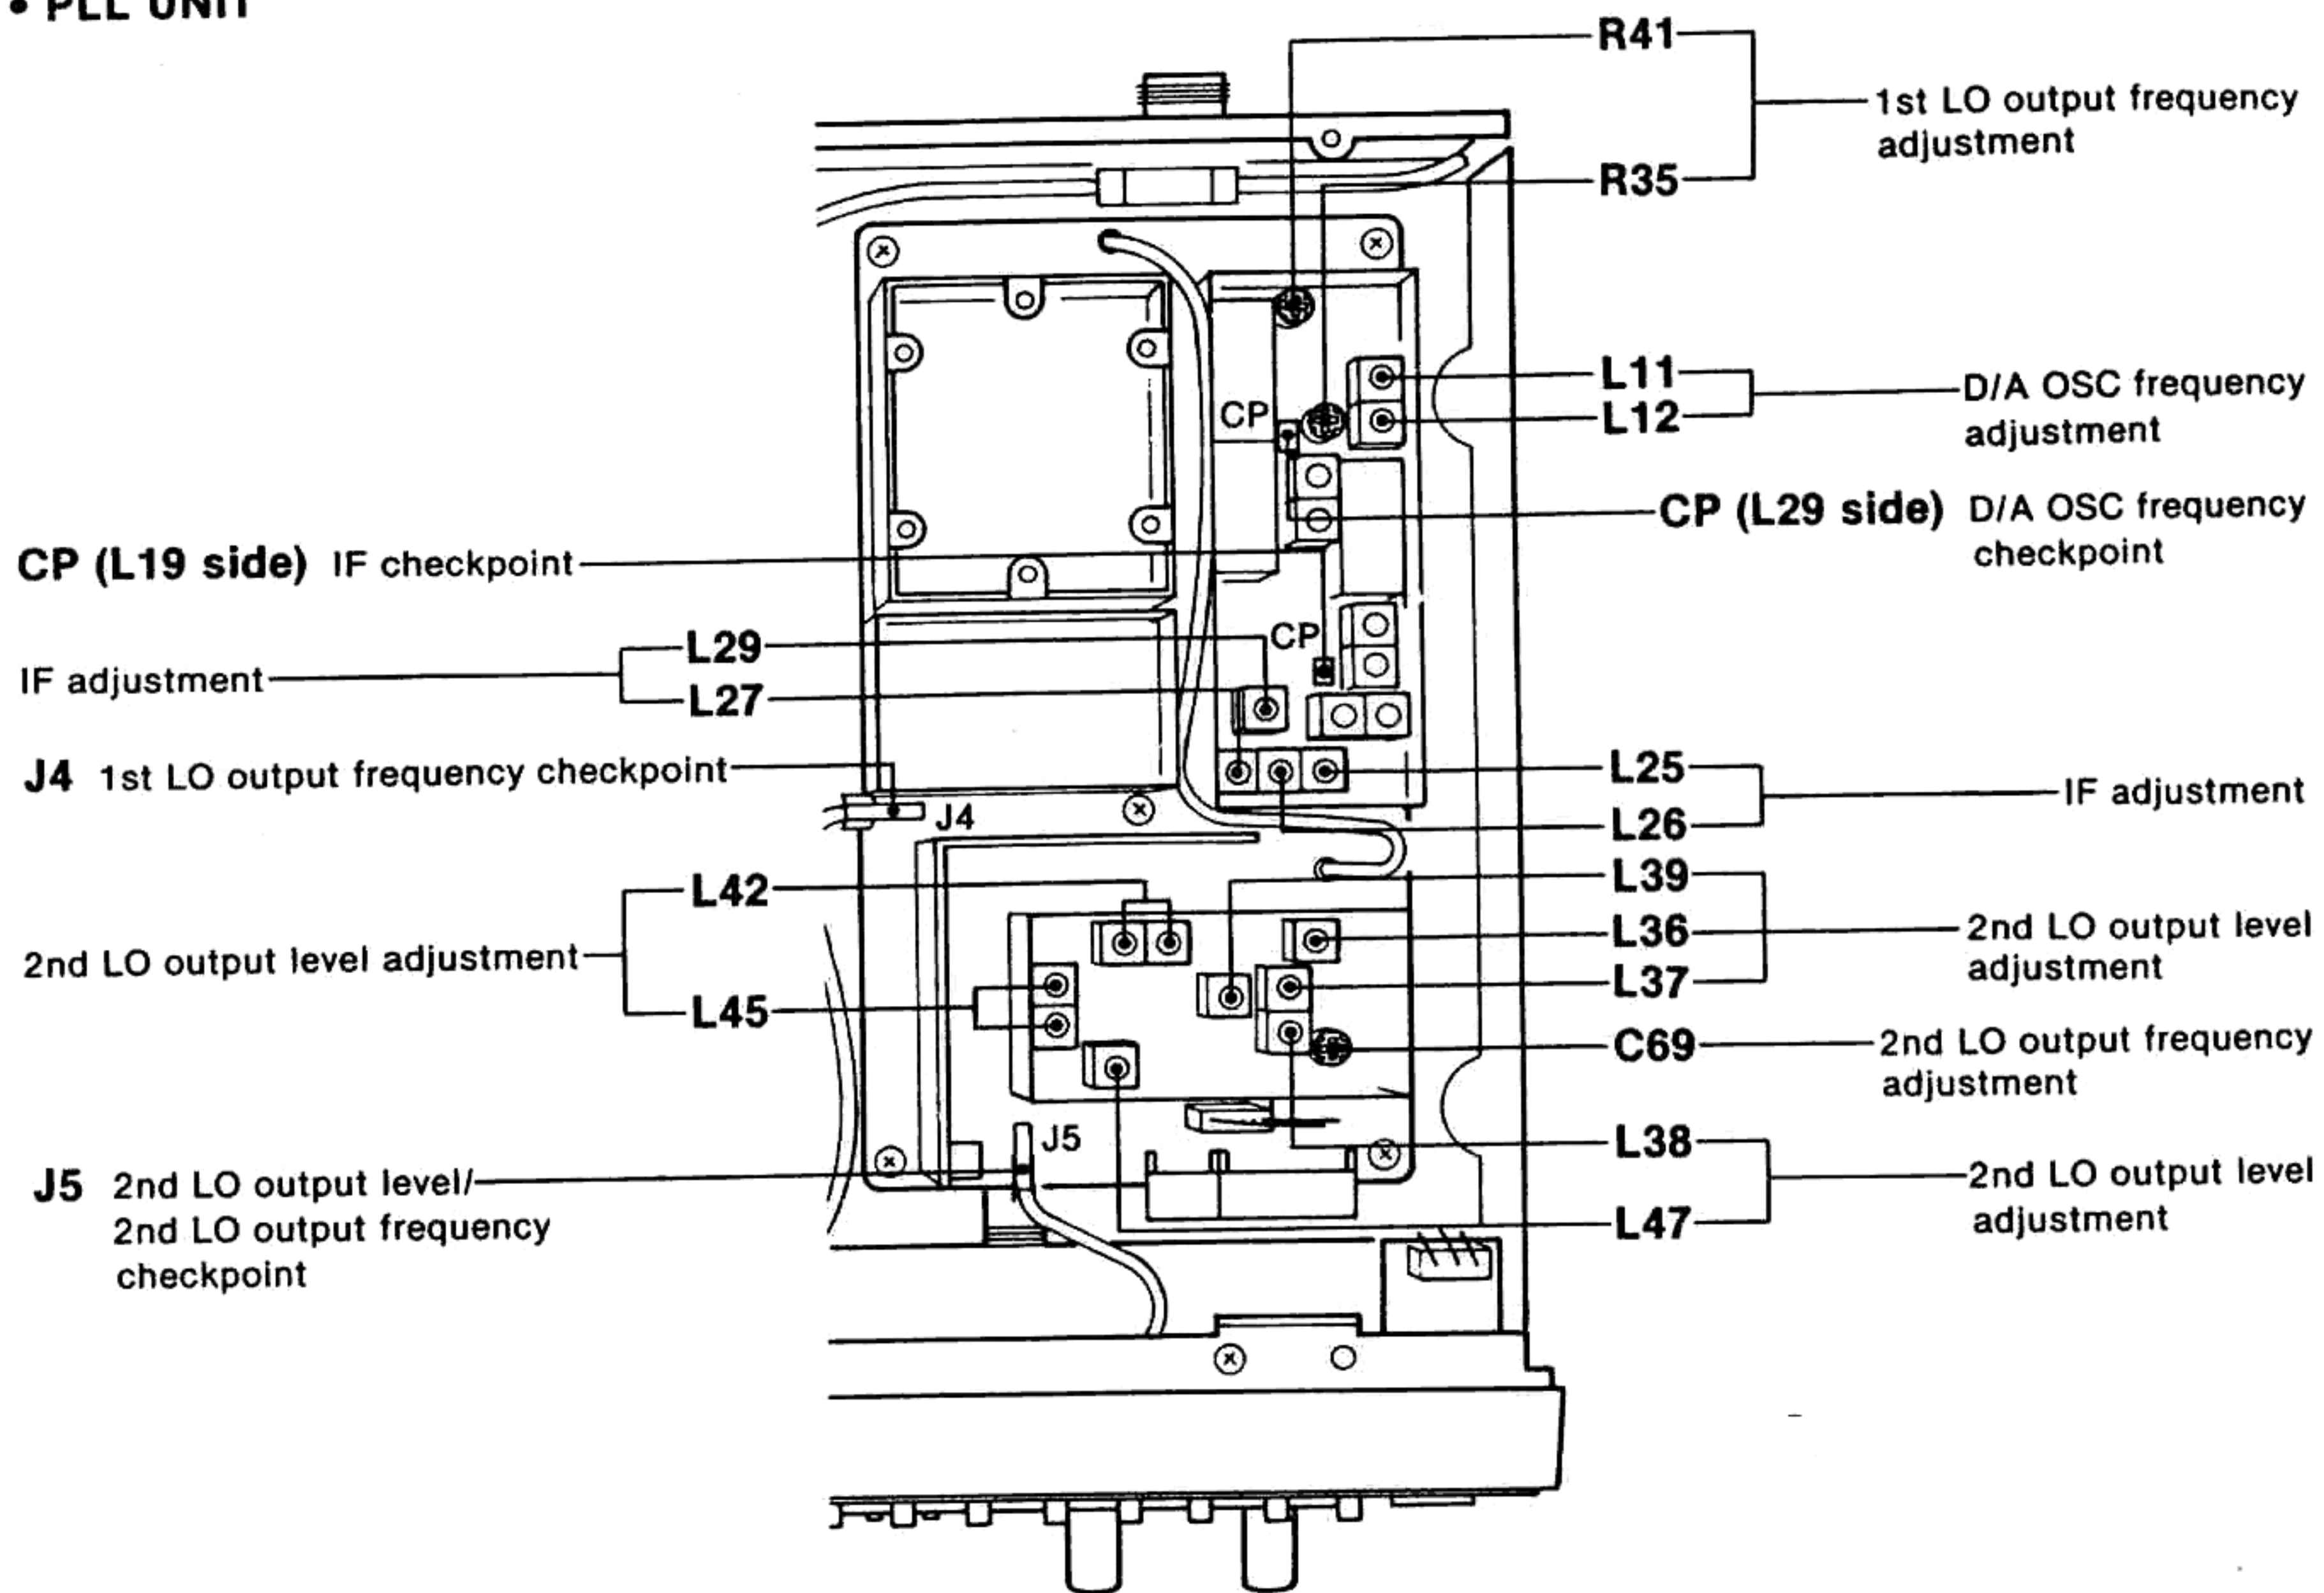 • PLL UNIT
R41
1st LO output frequency
adjustment
R35
L11
L12
D/A OSC frequency
adjustment
CP
CP (L29 side) D/A OSC frequency
checkpoint
CP (L19 side) IF checkpoint
CP
L29
IF adjustment
L27
J4 1st LO output frequency checkpoint
J4
L25
IF adjustment
L26
L42
2nd LO output level adjustment
L45
L39
L36
2nd LO output level
adjustment
L37
C69
2nd LO output frequency
adjustment
J5
J5 2nd LO output level/
2nd LO output frequency
checkpoint
L38
2nd LO output level
adjustment
L47